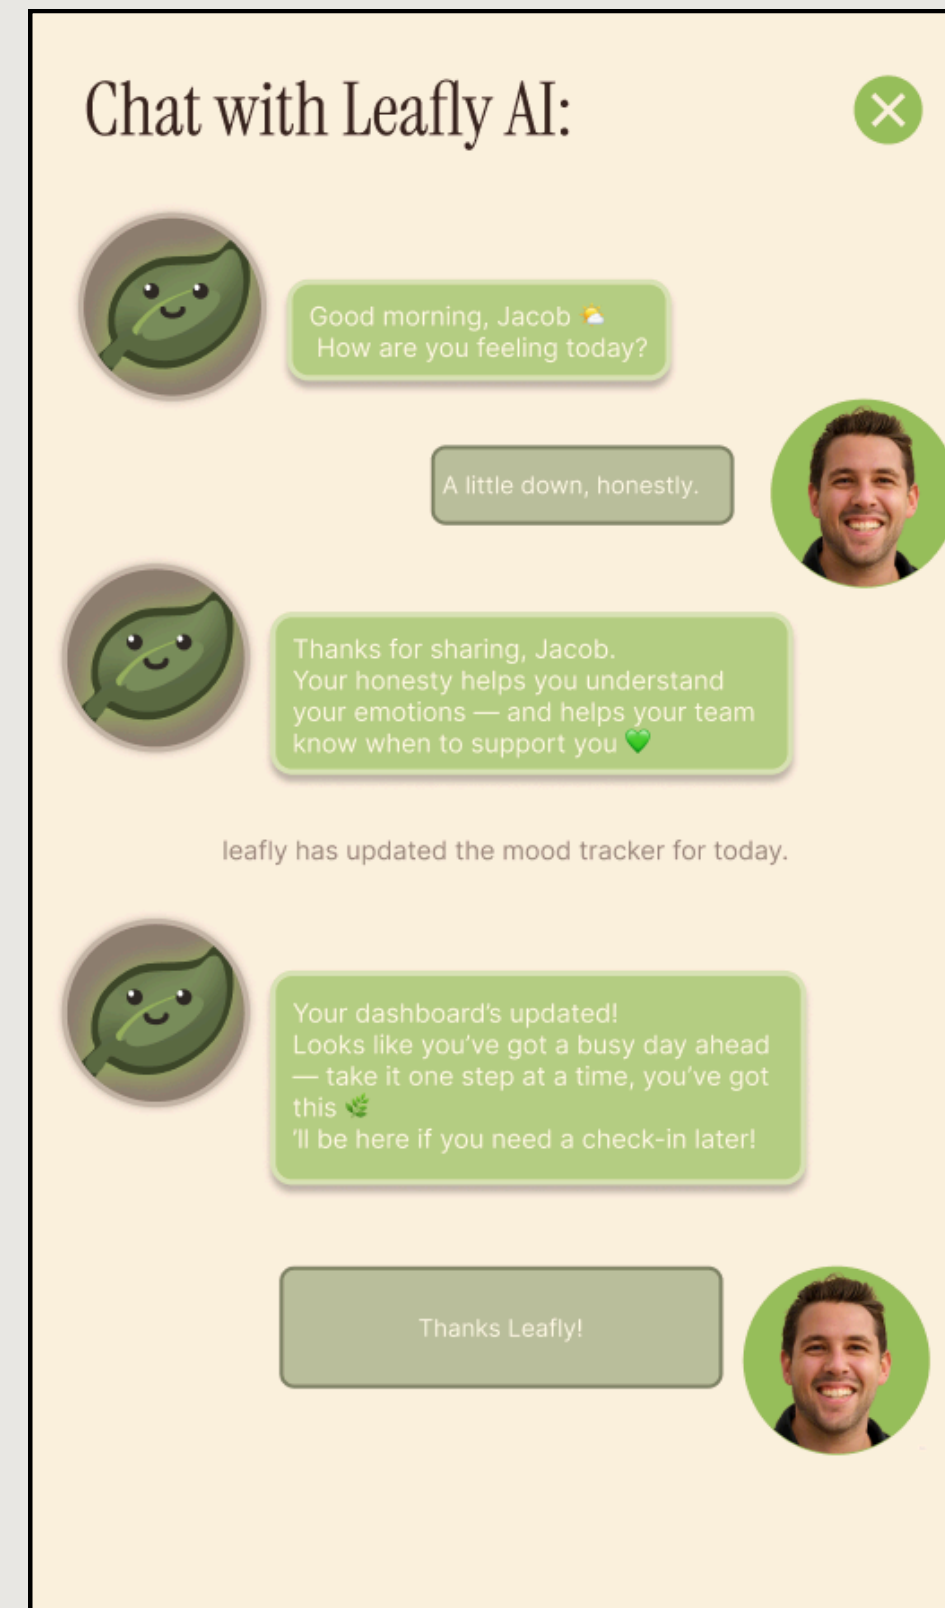 Chat with Leafly AI:
Good morning, Jacob 🌤️
How are you feeling today?
A little down, honestly.
Thanks for sharing, Jacob.
Your honesty helps you understand
your emotions — and helps your team
know when to support you 💚
leafly has updated the mood tracker for today.
Your dashboard’s updated!
Looks like you’ve got a busy day ahead
— take it one step at a time, you’ve got
this 🌿
’ll be here if you need a check-in later!
Thanks Leafly!